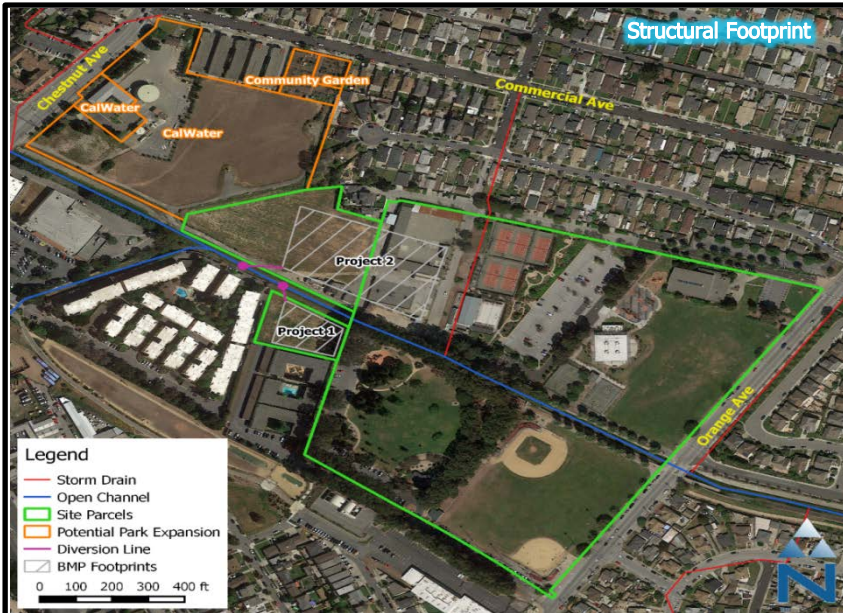 Structural Footprint
Chestnut Ave
Community Garden
Commercial Ave
CalWater
CalWater
Project 2
Project 1
Orange Ave
Legend
Storm Drain
Open Channel
Site Parcels
Potential Park Expansion
Diversion Line
BMP Footprints
0 100 200 300 400 ft
N